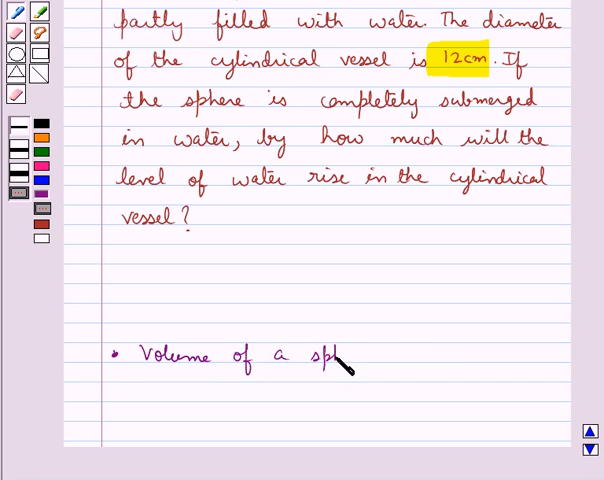 partly filled with water. The diameter
of the cylindrical vessel is 12cm. If
the sphere is completely submerged
in water, by how much will the
level of water rise in the cylindrical
vessel?
• Volume of a sph